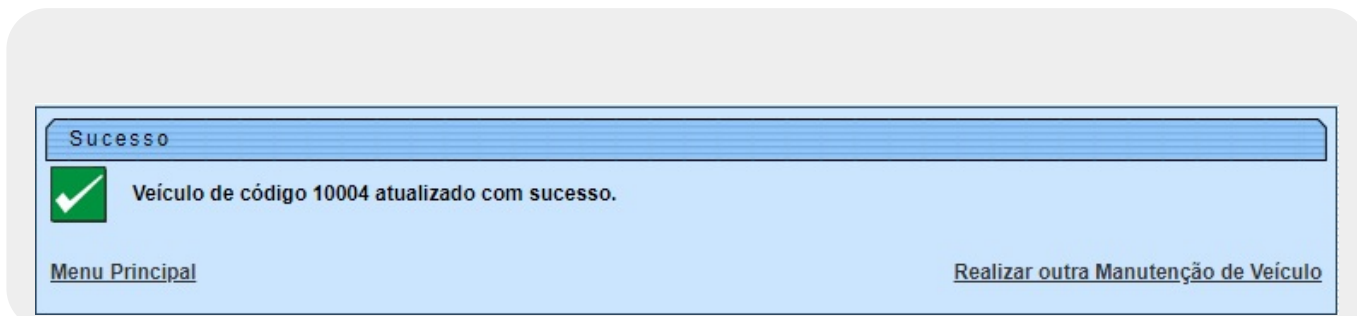 Sucesso
Veículo de código 10004 atualizado com sucesso.
Menu Principal
Realizar outra Manutenção de Veículo